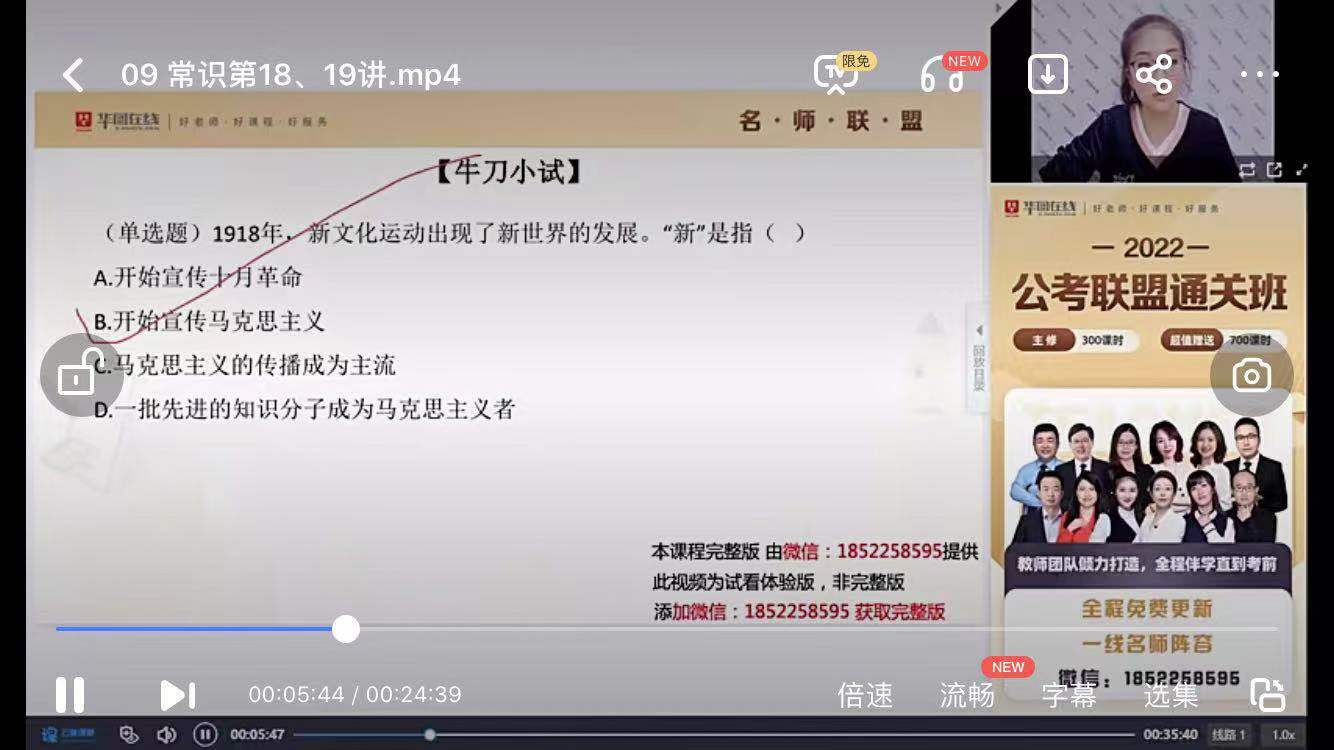 09 常识第18、19讲.mp4
限免
NEW
华图在线 | 好老师·好课程·好服务
名·师·联·盟
【牛刀小试】
（单选题）1918年，新文化运动出现了新世界的发展。“新”是指（ ）
A.开始宣传十月革命
B.开始宣传马克思主义
C.马克思主义的传播成为主流
D.一批先进的知识分子成为马克思主义者
本课程完整版 由微信：1852258595提供
此视频为试看体验版，非完整版
添加微信：1852258595 获取完整版
回放目录
华图在线 | 好老师·好课程·好服务
2022
公考联盟通关班
主修 300课时
超值赠送 700课时
教师团队倾力打造，全程伴学直到考前
全程免费更新
一线名师阵容
微信：1852258595
00:05:44 / 00:24:39
倍速
流畅
NEW
字幕
选集
00:05:47
00:35:40
线路 1
1.0x